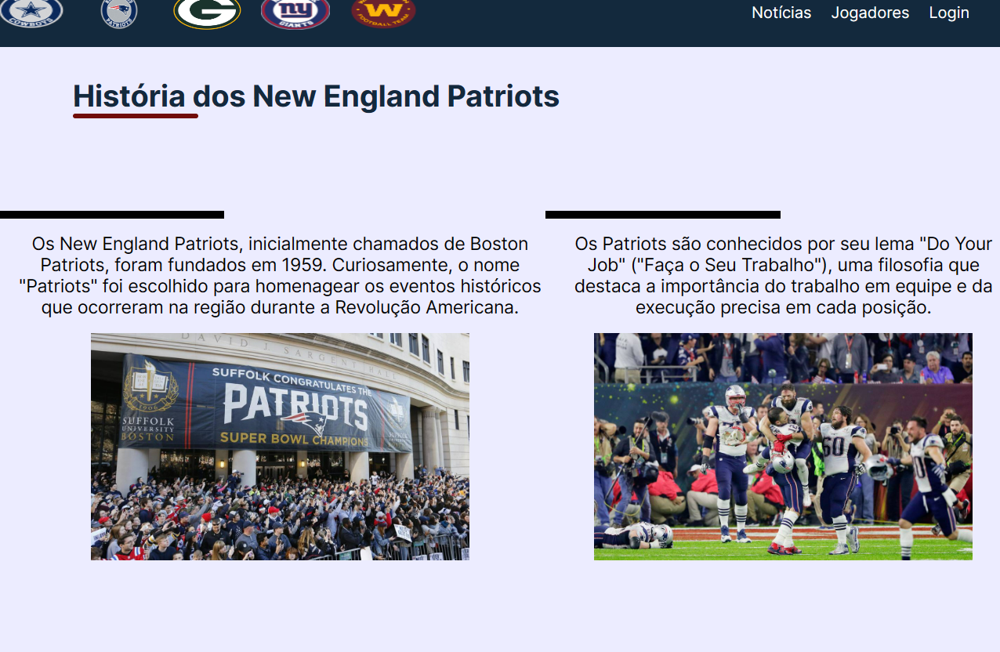 COWBOYS
PATRIOTS
G
ny
GIANTS
W
FOOTBALL TEAM
Notícias Jogadores Login
História dos New England Patriots
Os New England Patriots, inicialmente chamados de Boston
Patriots, foram fundados em 1959. Curiosamente, o nome
"Patriots" foi escolhido para homenagear os eventos históricos
que ocorreram na região durante a Revolução Americana.
Os Patriots são conhecidos por seu lema "Do Your
Job" ("Faça o Seu Trabalho"), uma filosofia que
destaca a importância do trabalho em equipe e da
execução precisa em cada posição.
DAVID J. SARGENT HALL
SUFFOLK CONGRATULATES THE
PATRIOTS
SUPER BOWL CHAMPIONS
1906
SUFFOLK
UNIVERSITY
BOSTON
60